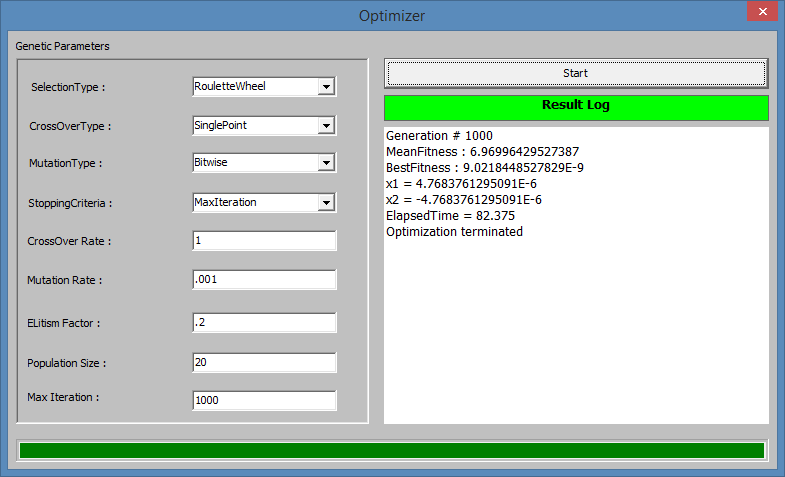 Optimizer
Genetic Parameters
SelectionType :
RouletteWheel
CrossOverType :
SinglePoint
MutationType :
Bitwise
StoppingCriteria :
MaxIteration
CrossOver Rate :
1
Mutation Rate :
.001
ELitism Factor :
.2
Population Size :
20
Max Iteration :
1000
Start
Result Log
Generation # 1000
MeanFitness : 6.96996429527387
BestFitness : 9.0218448527829E-9
x1 = 4.7683761295091E-6
x2 = -4.7683761295091E-6
ElapsedTime = 82.375
Optimization terminated